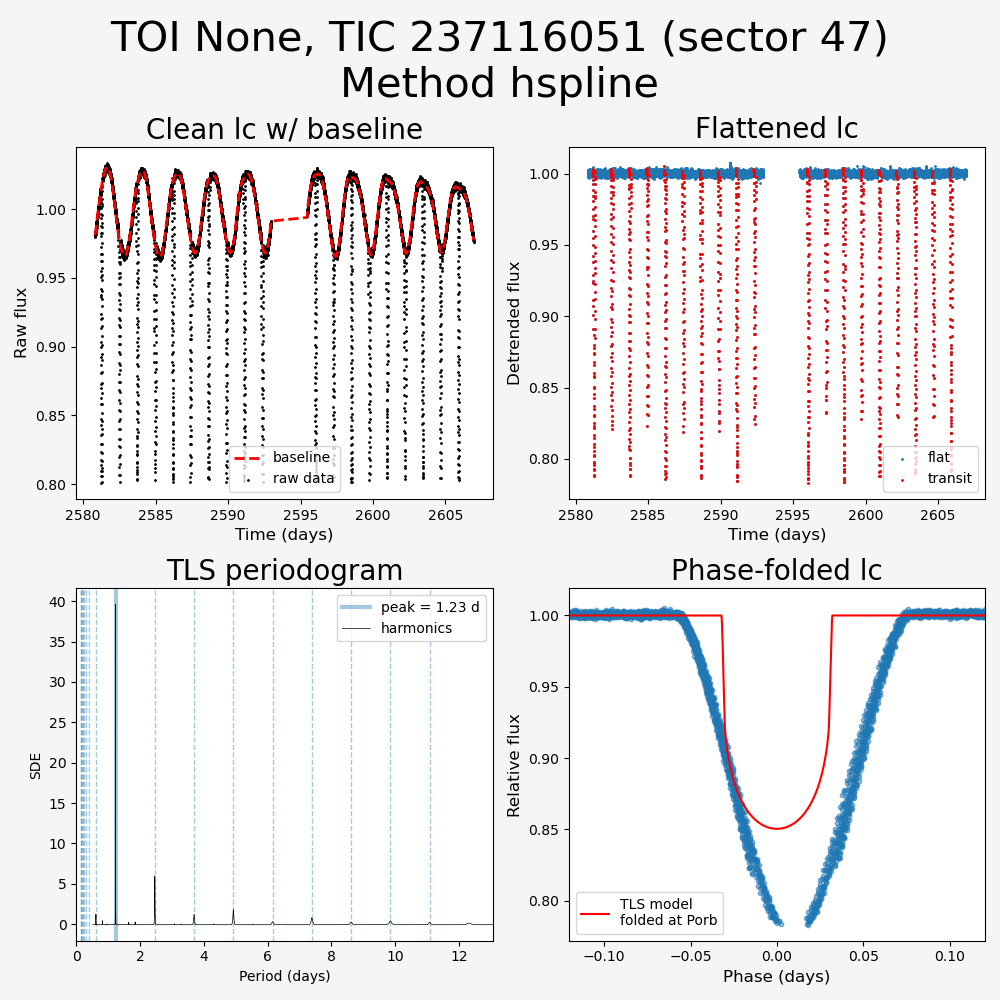 TOI None, TIC 237116051 (sector 47)
Method hspline
Clean lc w/ baseline
Raw flux
1.00
0.95
0.90
0.85
0.80
baseline
raw data
2580 2585 2590 2595 2600 2605
Time (days)
Flattened lc
Detrended flux
1.00
0.95
0.90
0.85
0.80
flat
transit
2580 2585 2590 2595 2600 2605
Time (days)
TLS periodogram
SDE
40
35
30
25
20
15
10
5
0
peak = 1.23 d
harmonics
0 2 4 6 8 10 12
Period (days)
Phase-folded lc
Relative flux
1.00
0.95
0.90
0.85
0.80
TLS model
folded at Porb
−0.10 −0.05 0.00 0.05 0.10
Phase (days)